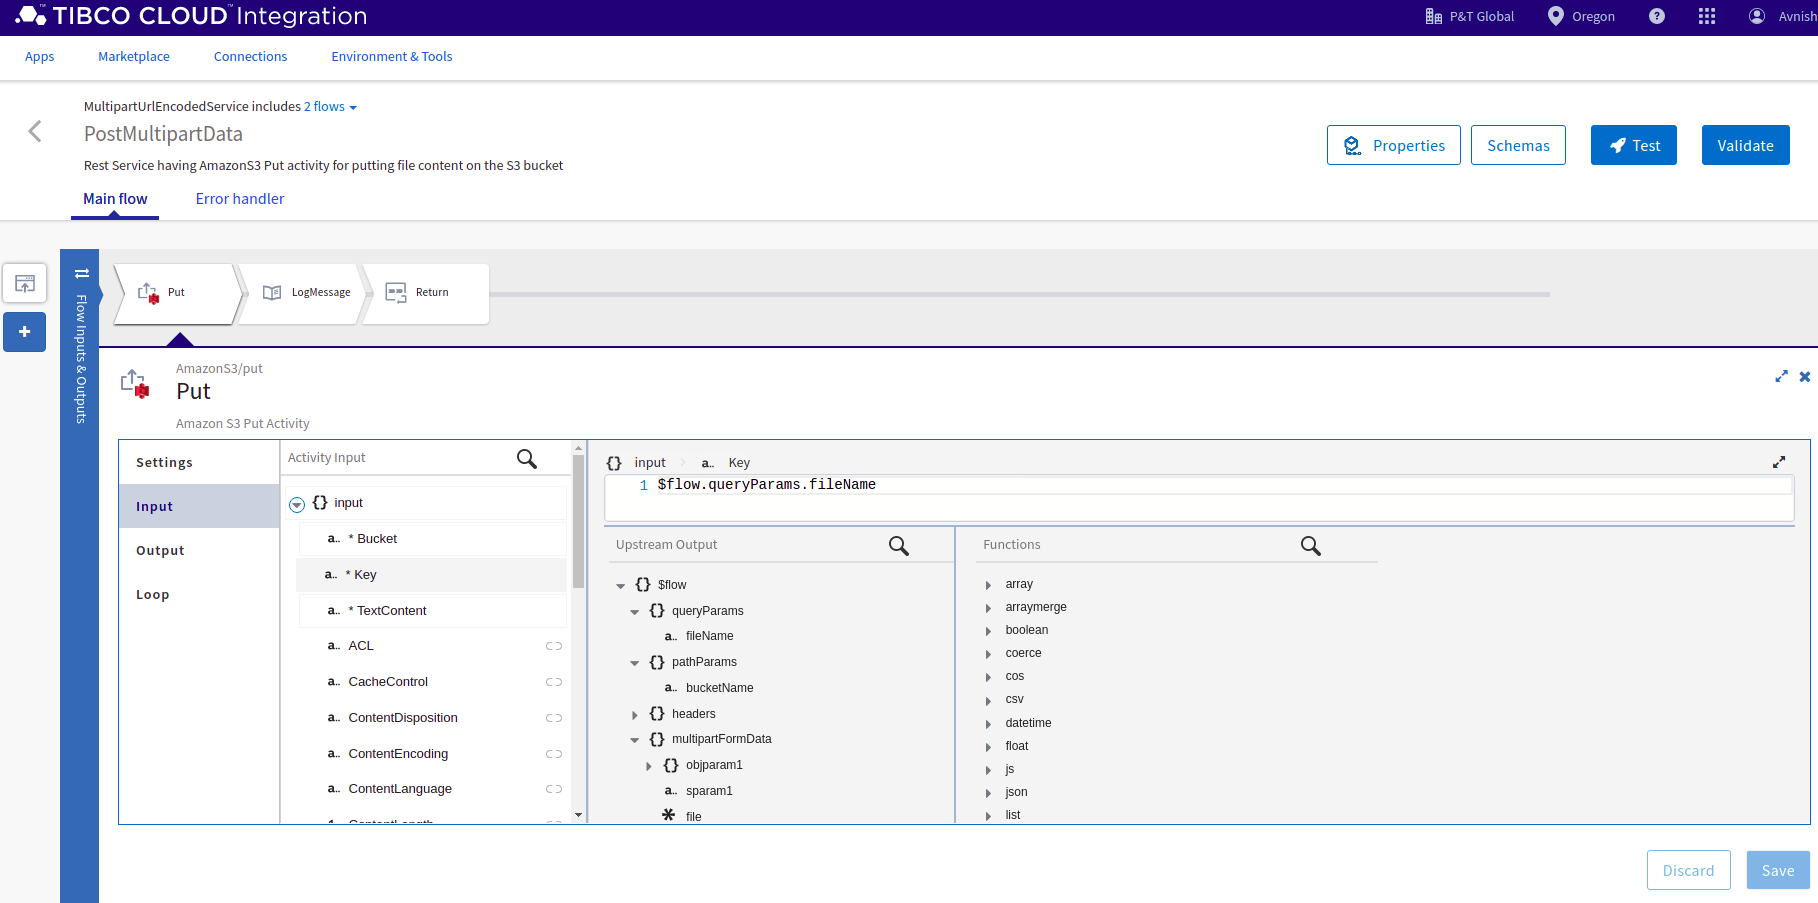 TIBCO CLOUD™ Integration
P&T Global
Oregon
?
Avnish
Apps
Marketplace
Connections
Environment & Tools
MultipartUrlEncodedService includes 2 flows
PostMultipartData
Rest Service having AmazonS3 Put activity for putting file content on the S3 bucket
Properties
Schemas
Test
Validate
Main flow
Error handler
Flow Inputs & Outputs
Put
LogMessage
Return
AmazonS3/put
Put
Amazon S3 Put Activity
Settings
Input
Output
Loop
Activity Input
{} input
a.. * Bucket
a.. * Key
a.. * TextContent
a.. ACL
a.. CacheControl
a.. ContentDisposition
a.. ContentEncoding
a.. ContentLanguage
ContentLength
{} input a.. Key
1 $flow.queryParams.fileName
Upstream Output
{} $flow
{} queryParams
a.. fileName
{} pathParams
a.. bucketName
{} headers
{} multipartFormData
{} objparam1
a.. sparam1
* file
Functions
array
arraymerge
boolean
coerce
cos
csv
datetime
float
js
json
list
Discard
Save